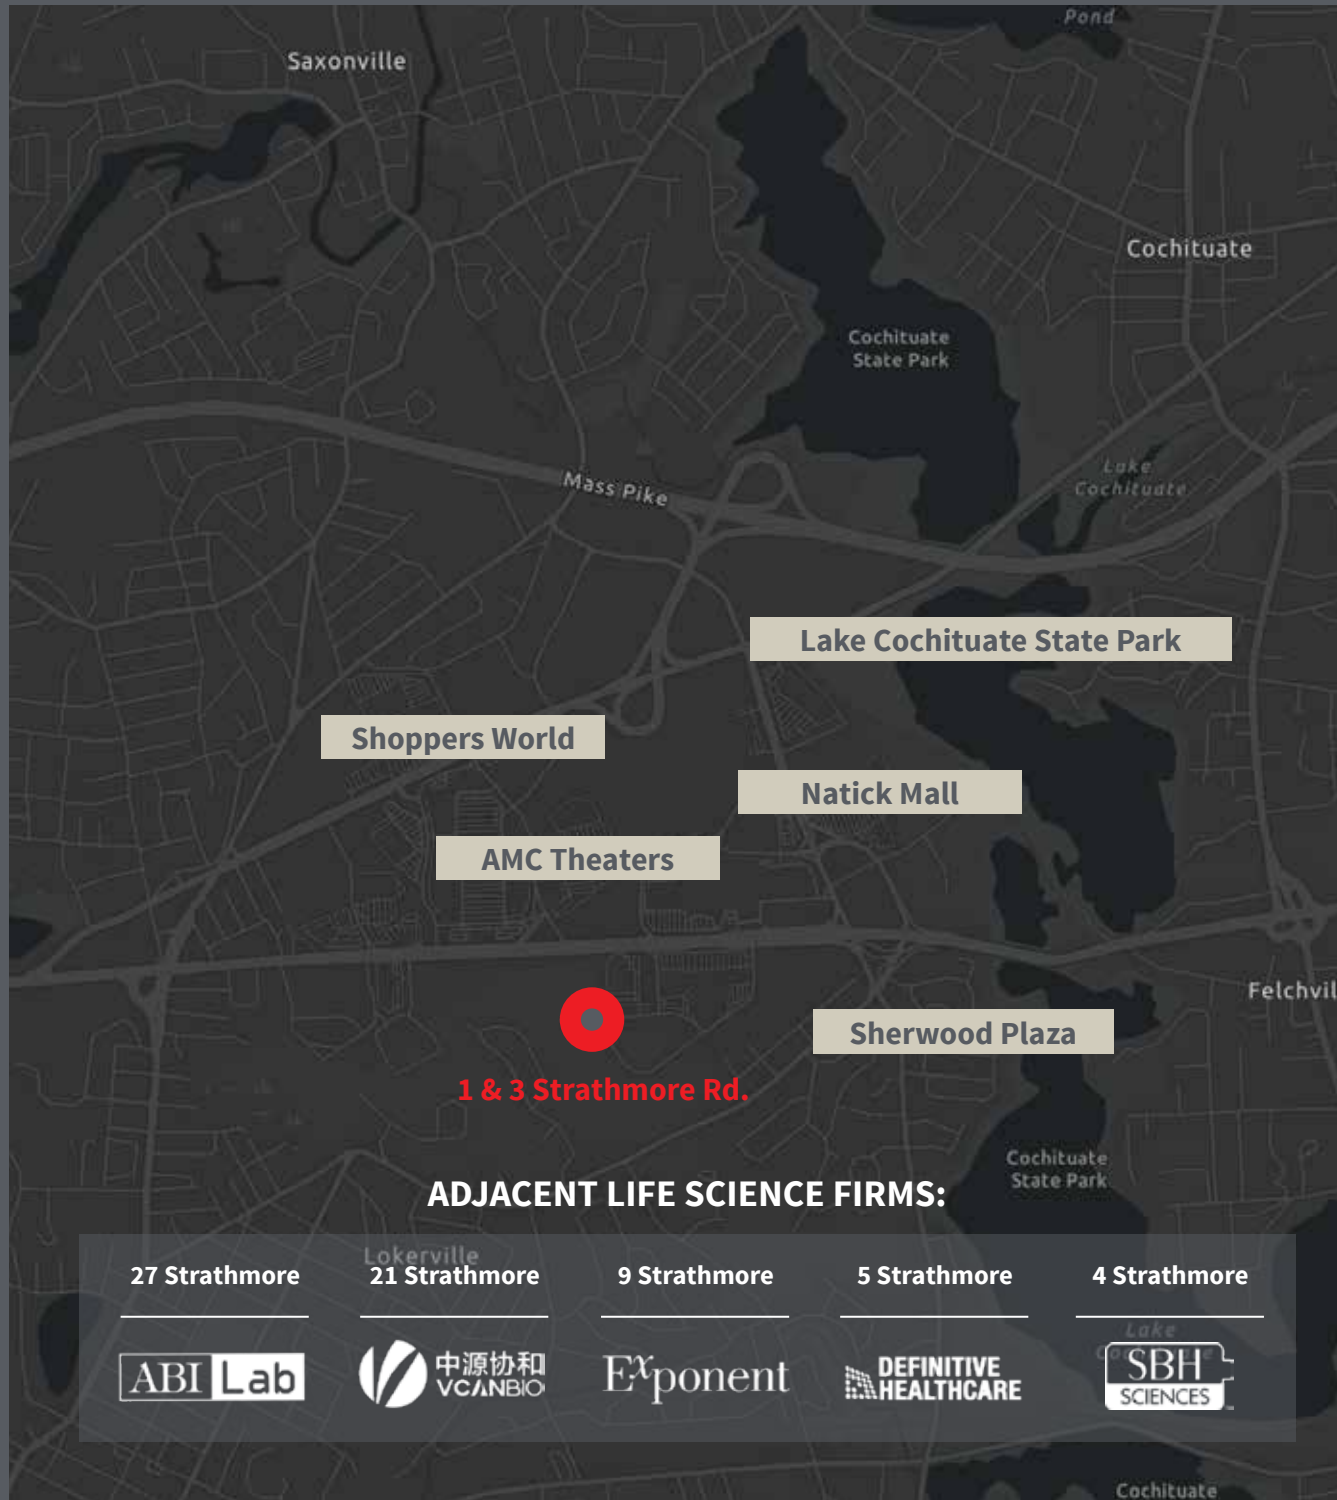 Pond
Saxonville
Cochituate
Cochituate
State Park
Lake
Cochituate
Mass Pike
Lake Cochituate State Park
Shoppers World
Natick Mall
AMC Theaters
Felchvil
Sherwood Plaza
1 & 3 Strathmore Rd.
Cochituate
State Park
ADJACENT LIFE SCIENCE FIRMS:
Lokerville
27 Strathmore
21 Strathmore
9 Strathmore
5 Strathmore
4 Strathmore
Lake
ABI Lab
中源协和
VCANBIO
Exponent
DEFINITIVE
HEALTHCARE
SBH
SCIENCES
Cochituate